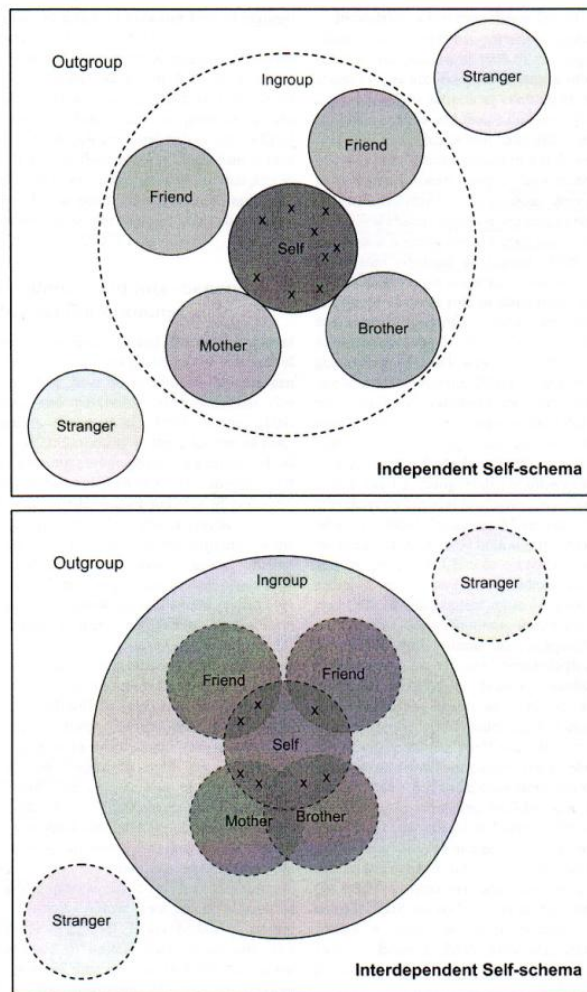 Outgroup
Ingroup
Stranger
Friend
Friend
x x x
x
x
x
Self
x
x
x
Mother
Brother
Stranger
Independent Self-schema
Outgroup
Ingroup
Stranger
Friend
Friend
x
x
x
Self
x
x
x
x
Mother
Brother
Stranger
Interdependent Self-schema